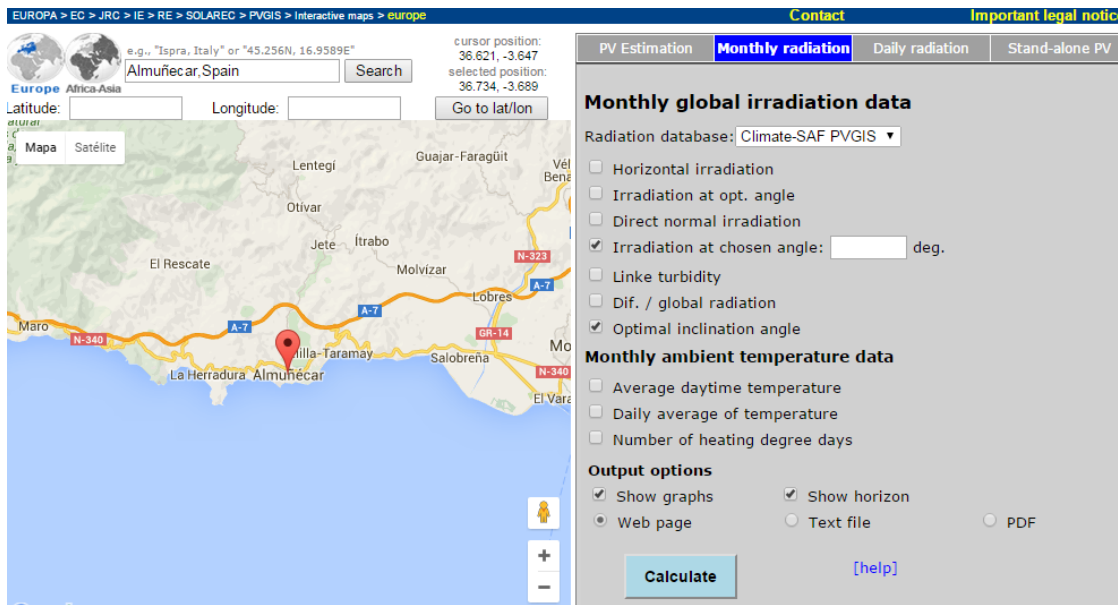 EUROPA > EC > JRC > IE > RE > SOLAREC > PVGIS > Interactive maps > europe
Contact
Important legal notice
e.g., "Ispra, Italy" or "45.256N, 16.9589E"
cursor position:
36.621, -3.647
Almuñecar,Spain
Search
selected position:
36.734, -3.689
Europe
Africa-Asia
Latitude:
Longitude:
Go to lat/lon
PV Estimation
Monthly radiation
Daily radiation
Stand-alone PV
Mapa
Satélite
Lentegí
Guajar-Faragüit
Vél
Bena
Otívar
Jete
Ítrabo
N-323
El Rescate
Molvízar
A-7
Lobres
A-7
Maro
A-7
N-340
GR-14
Mo
illa-Taramay
Salobreña
La Herradura
Almuñécar
N-340
El Vara
+
−
Monthly global irradiation data
Radiation database: Climate-SAF PVGIS
Horizontal irradiation
Irradiation at opt. angle
Direct normal irradiation
Irradiation at chosen angle: deg.
Linke turbidity
Dif. / global radiation
Optimal inclination angle
Monthly ambient temperature data
Average daytime temperature
Daily average of temperature
Number of heating degree days
Output options
Show graphs
Show horizon
Web page
Text file
PDF
Calculate
[help]